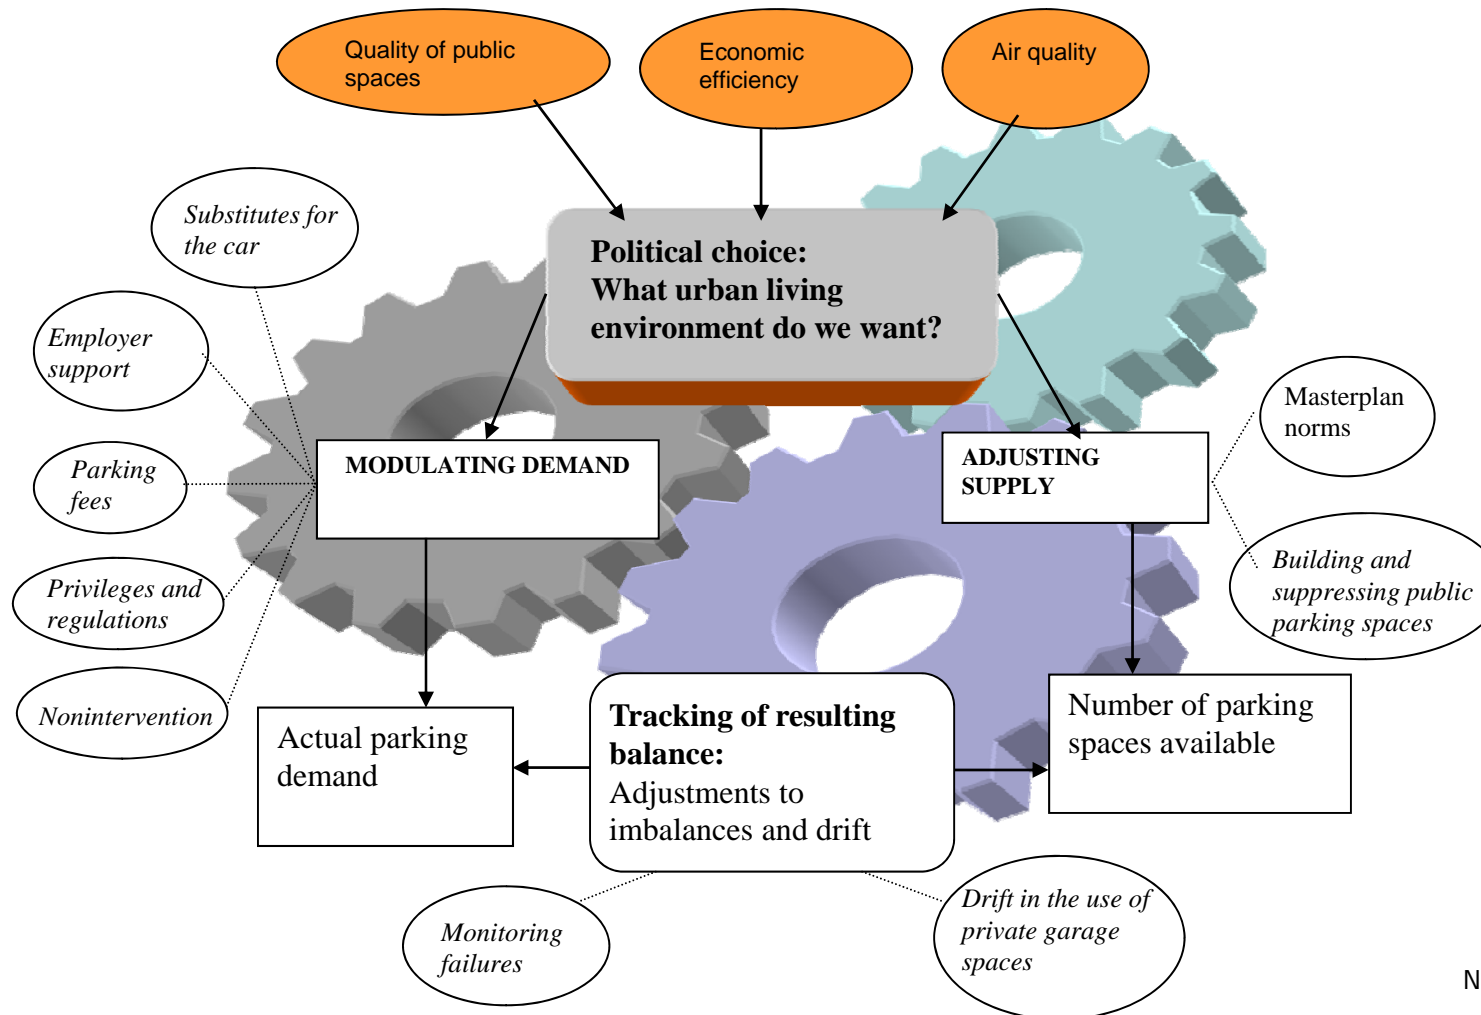 Quality of public
spaces
Economic
efficiency
Air quality
Substitutes for
the car
Political choice:
What urban living
environment do we want?
Employer
support
Masterplan
norms
MODULATING DEMAND
ADJUSTING
SUPPLY
Parking
fees
Building and
suppressing public
parking spaces
Privileges and
regulations
Nonintervention
Actual parking
demand
Tracking of resulting
balance:
Adjustments to
imbalances and drift
Number of parking
spaces available
Monitoring
failures
Drift in the use of
private garage
spaces
N